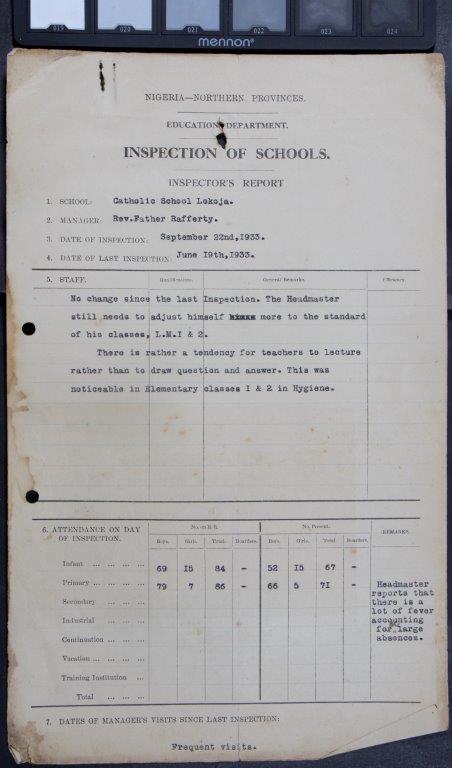 019 020 021 022 023 024
mennon
NIGERIA—NORTHERN PROVINCES.
EDUCATION DEPARTMENT.
INSPECTION OF SCHOOLS.
INSPECTOR'S REPORT
1. SCHOOL: Catholic School Lokoja.
2. MANAGER: Rev.Father Rafferty.
3. DATE OF INSPECTION: September 22nd,1933.
4. DATE OF LAST INSPECTION: June 19th,1933.
5. STAFF. Qualifications. General Remarks. Efficiency.
No change since the last Inspection. The Headmaster
still needs to adjust himself more to the standard
of his classes, L.M.I & 2.
There is rather a tendency for teachers to lecture
rather than to draw question and answer. This was
noticeable in Elementary classes I & 2 in Hygiene.
6. ATTENDANCE ON DAY OF INSPECTION. No. on R.R. No. Present. REMARKS.
Boys. Girls. Total. Boarders. Boys. Girls. Total. Boarders.
Infant ... ... ... ... 69 15 84 - 52 15 67 -
Primary ... ... ... ... 79 7 86 - 66 5 71 - Headmaster
reports that
Secondary ... ... ... there is a
lot of fever
Industrial ... ... ... accounting
for large
Continuation ... ... ... absences.
Vacation ... ... ... ...
Training Institution ...
Total ... ... ...
7. DATES OF MANAGER'S VISITS SINCE LAST INSPECTION:
Frequent visits.